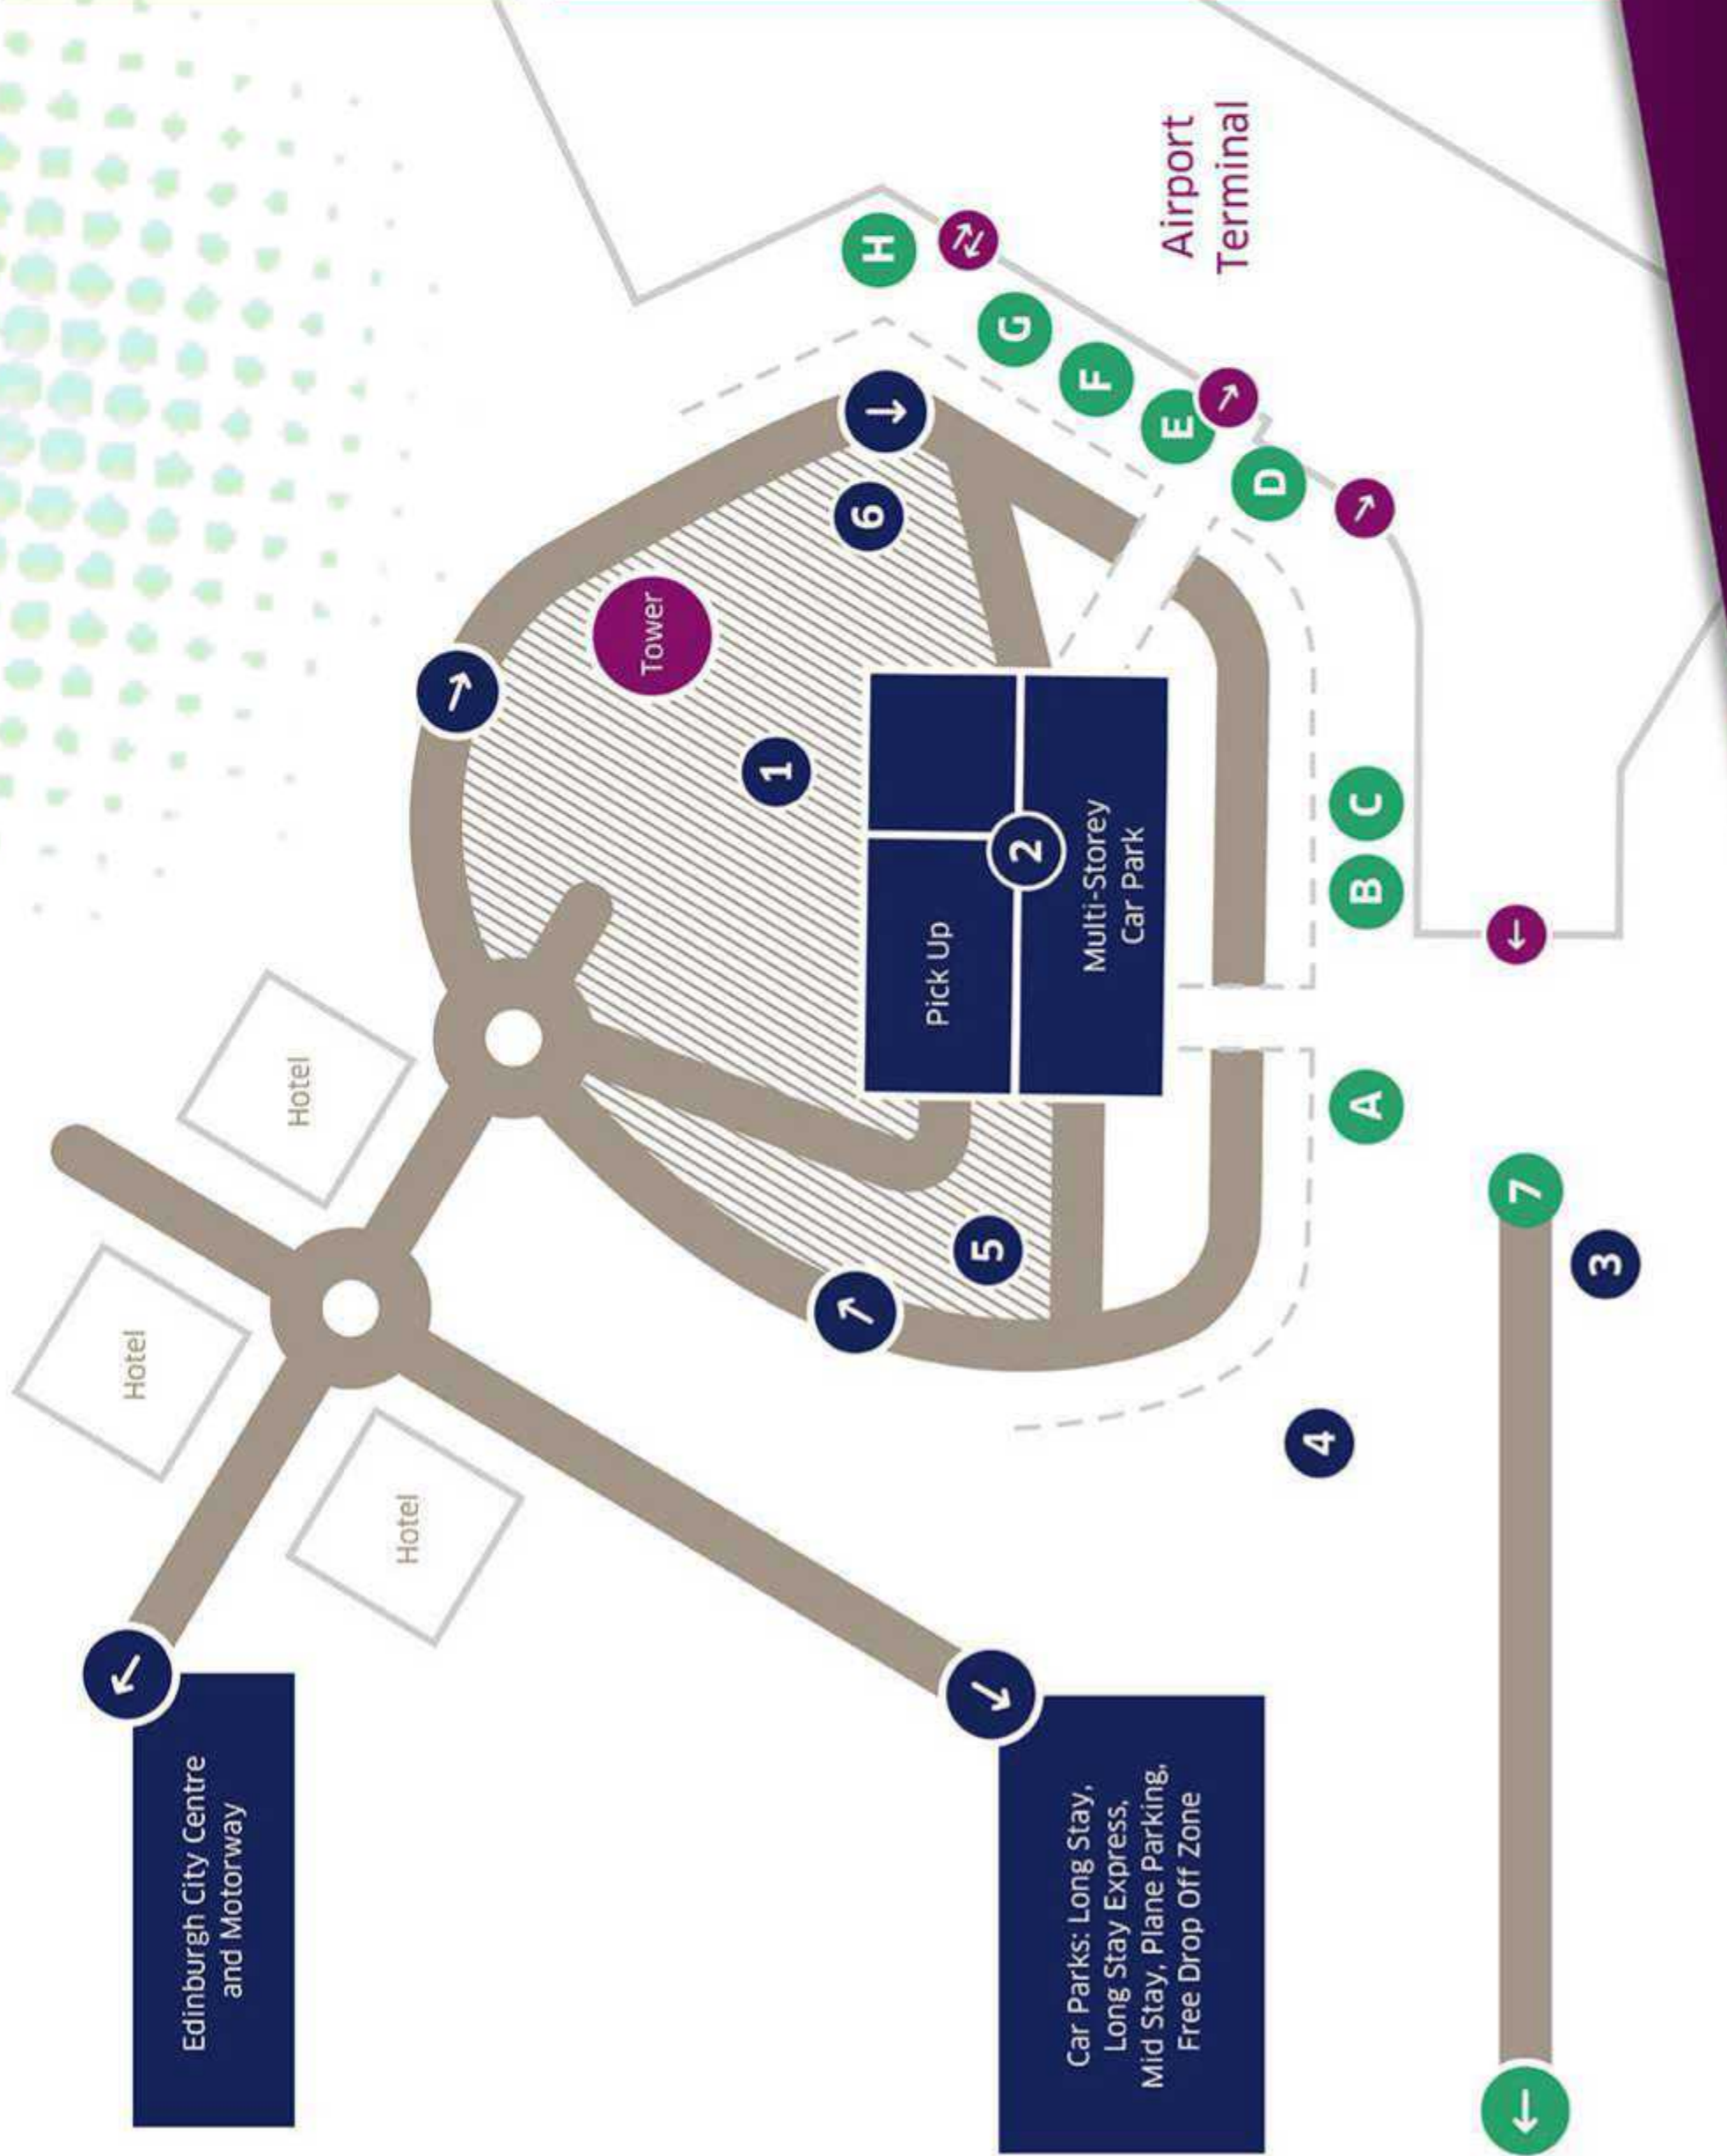 Edinburgh City Centre
and Motorway
Hotel
Hotel
Hotel
Tower
1
6
H
Pick Up
5
G
2
F
Multi-Storey
Car Park
E
Airport
Terminal
D
Car Parks: Long Stay,
Long Stay Express,
Mid Stay, Plane Parking,
Free Drop Off Zone
4
A
B
C
7
3